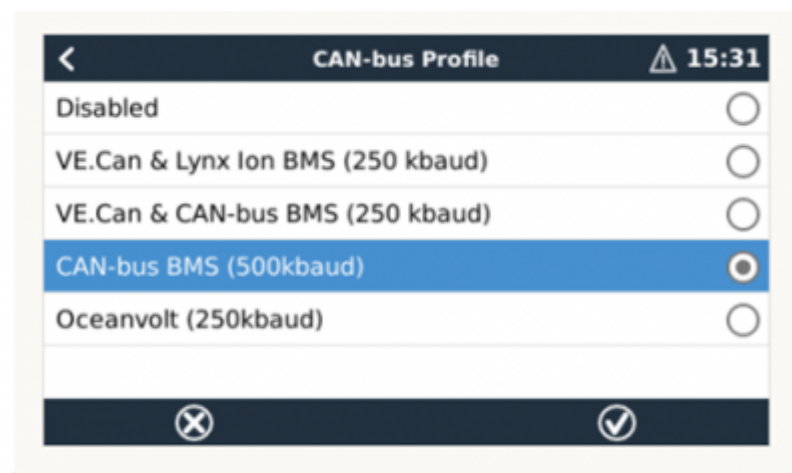 CAN-bus Profile 15:31
Disabled
VE.Can & Lynx Ion BMS (250 kbaud)
VE.Can & CAN-bus BMS (250 kbaud)
CAN-bus BMS (500kbaud)
Oceanvolt (250kbaud)